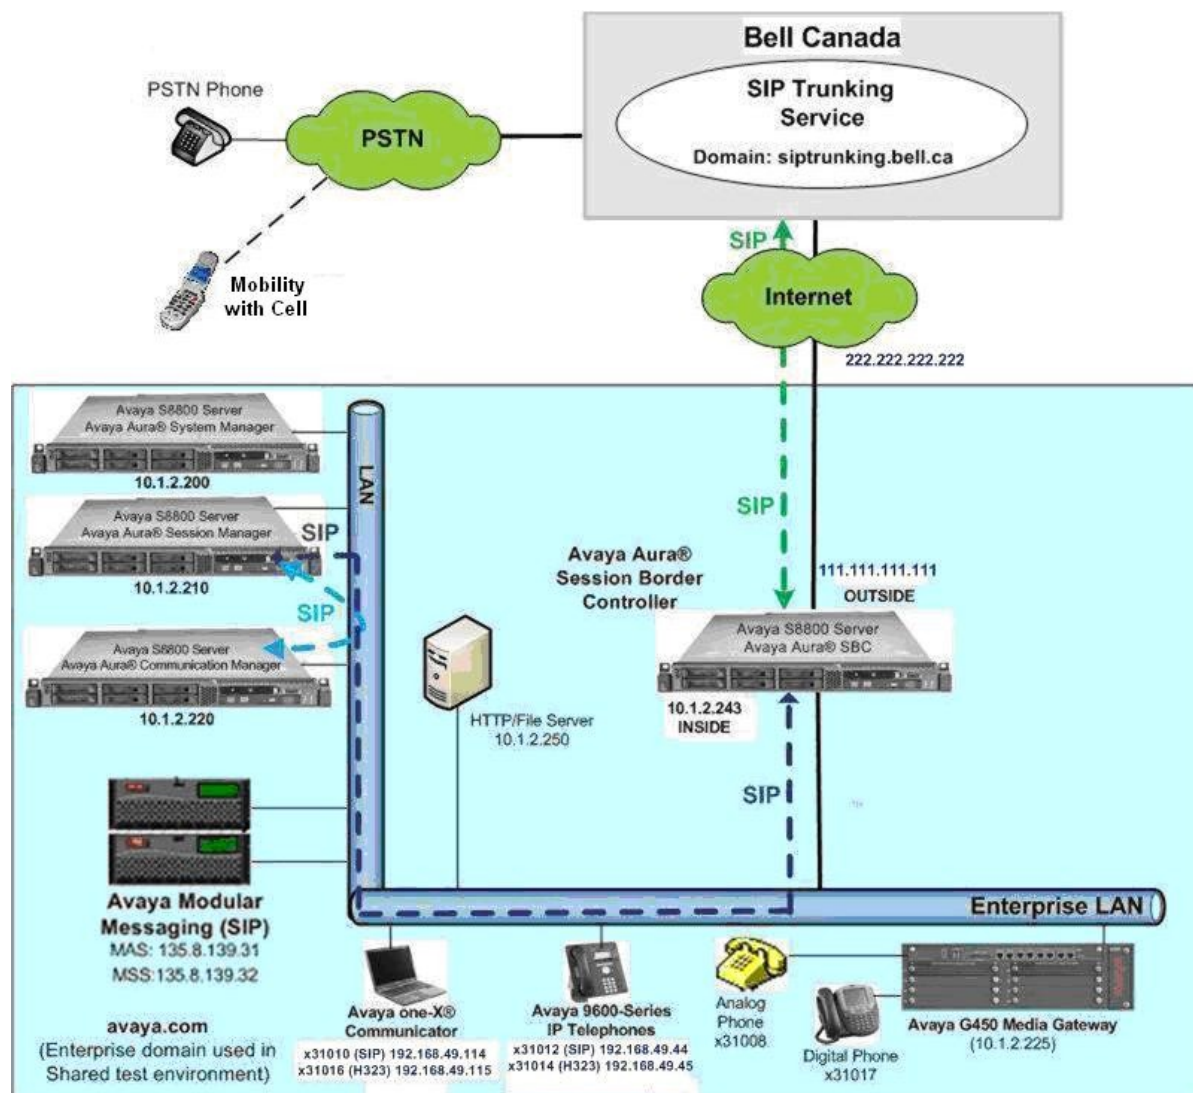 Bell Canada
SIP Trunking
Service
Domain: siptrunking.bell.ca
PSTN Phone
PSTN
Mobility
with Cell
SIP
Internet
222.222.222.222
Avaya S8800 Server
Avaya Aura® System Manager
10.1.2.200
LAN
Avaya S8800 Server
Avaya Aura® Session Manager
10.1.2.210
SIP
SIP
Avaya S8800 Server
Avaya Aura® Communication Manager
10.1.2.220
SIP
Avaya Aura®
Session Border
Controller
111.111.111.111
OUTSIDE
Avaya S8800 Server
Avaya Aura® SBC
10.1.2.243
INSIDE
HTTP/File Server
10.1.2.250
SIP
Avaya Modular
Messaging (SIP)
MAS: 135.8.139.31
MSS:135.8.139.32
Enterprise LAN
avaya.com
(Enterprise domain used in
Shared test environment)
Avaya one-X®
Communicator
x31010 (SIP) 192.168.49.114
x31016 (H323) 192.168.49.115
Avaya 9600-Series
IP Telephones
x31012 (SIP) 192.168.49.44
x31014 (H323) 192.168.49.45
Analog
Phone
x31008
Digital Phone
x31017
Avaya G450 Media Gateway
(10.1.2.225)